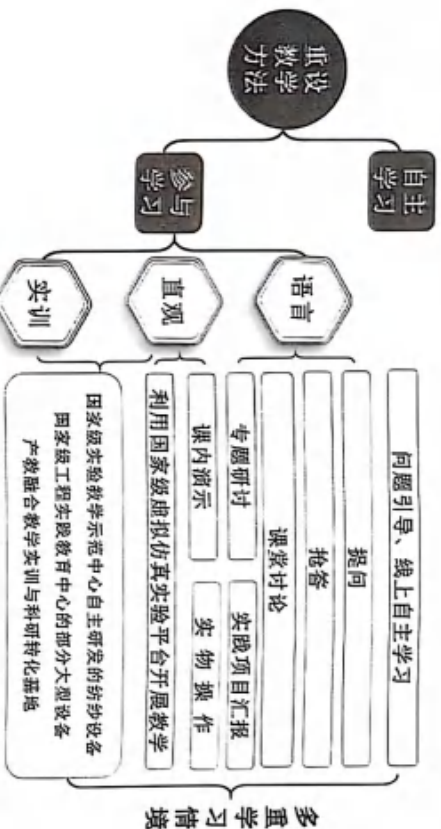 重设
教学
方法
自主
学习
参与
学习
语言
直观
实训
问题引导、线上自主学习
提问
抢答
课堂讨论
专题研讨
实践项目汇报
课内演示
实物操作
利用国家级虚拟仿真实验平台开展教学
国家级实验教学示范中心自主研发的纺纱设备
国家级工程实践教育中心的部分大型设备
产教融合教学实训与科研转化基地
多重学习情境